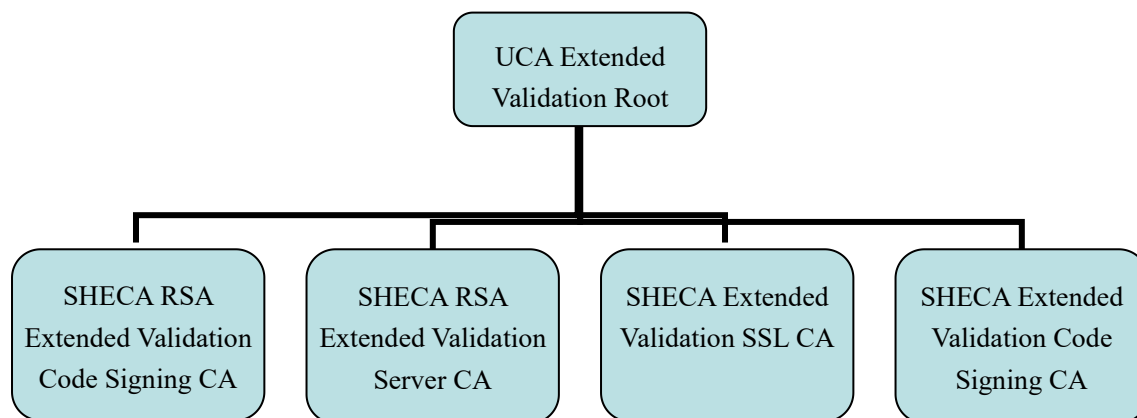 UCA Extended
Validation Root
SHECA RSA
Extended Validation
Code Signing CA
SHECA RSA
Extended Validation
Server CA
SHECA Extended
Validation SSL CA
SHECA Extended
Validation Code
Signing CA